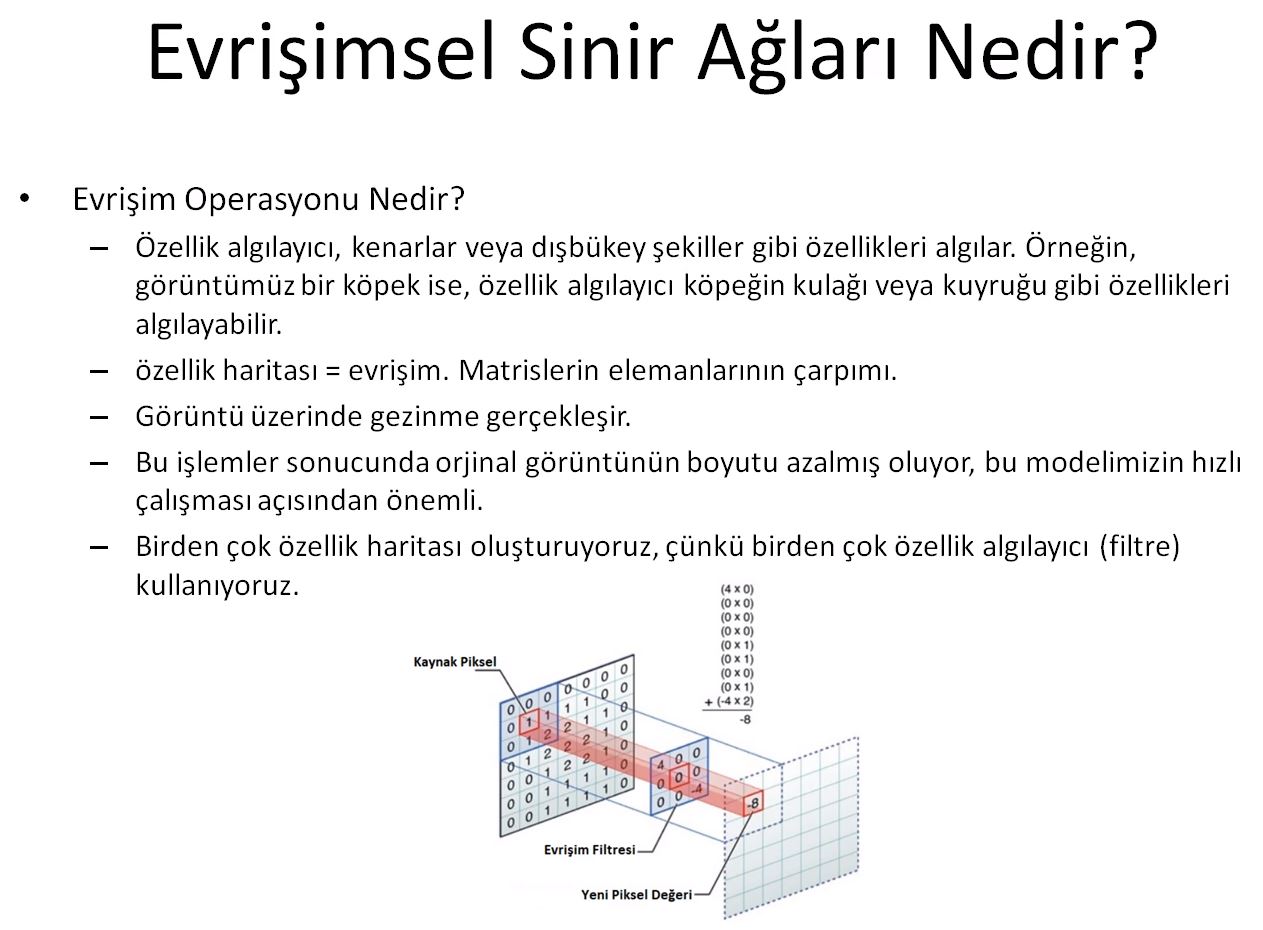 Evrişimsel Sinir Ağları Nedir?
• Evrişim Operasyonu Nedir?
– Özellik algılayıcı, kenarlar veya dışbükey şekiller gibi özellikleri algılar. Örneğin,
görüntümüz bir köpek ise, özellik algılayıcı köpeğin kulağı veya kuyruğu gibi özellikleri
algılayabilir.
– özellik haritası = evrişim. Matrislerin elemanlarının çarpımı.
– Görüntü üzerinde gezinme gerçekleşir.
– Bu işlemler sonucunda orjinal görüntünün boyutu azalmış oluyor, bu modelimizin hızlı
çalışması açısından önemli.
– Birden çok özellik haritası oluşturuyoruz, çünkü birden çok özellik algılayıcı (filtre)
kullanıyoruz.
(4 x 0)
(0 x 0)
(0 x 0)
(0 x 0)
(0 x 1)
(0 x 1)
(0 x 0)
(0 x 1)
+ (-4 x 2)
-8
Kaynak Piksel
0 0 0 0 0 0 0
0 1 1 1 1 0 0
0 1 2 2 1 1 0
0 1 2 2 2 1 0
0 0 1 2 2 1 0
0 0 1 1 1 1 0
0 0 1 1 1 1 0
4 0 0
0 0 0
0 0 -4
-8
Evrişim Filtresi
Yeni Piksel Değeri